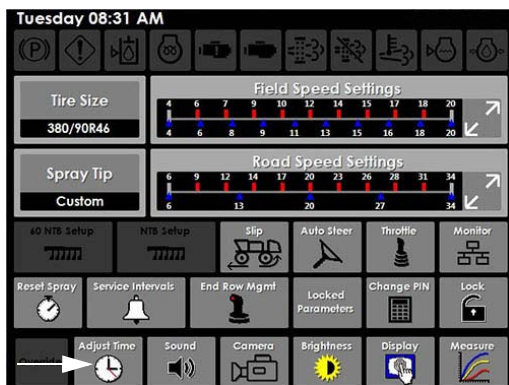 Tuesday 08:31 AM
(P)
Tire Size
380/90R46
Field Speed Settings
4 6 7 9 10 12 14 15 17 18 20
4 6 8 9 11 13 15 16 18 20
Spray Tip
Custom
Road Speed Settings
6 9 12 14 17 20 23 26 28 31 34
6 13 20 27 34
60 NTB Setup
NTB Setup
Slip
Auto Steer
Throttle
Monitor
Reset Spray
Service Intervals
End Row Mgmt
Locked
Parameters
Change PIN
Lock
Override
Adjust Time
Sound
Camera
Brightness
Display
Measure